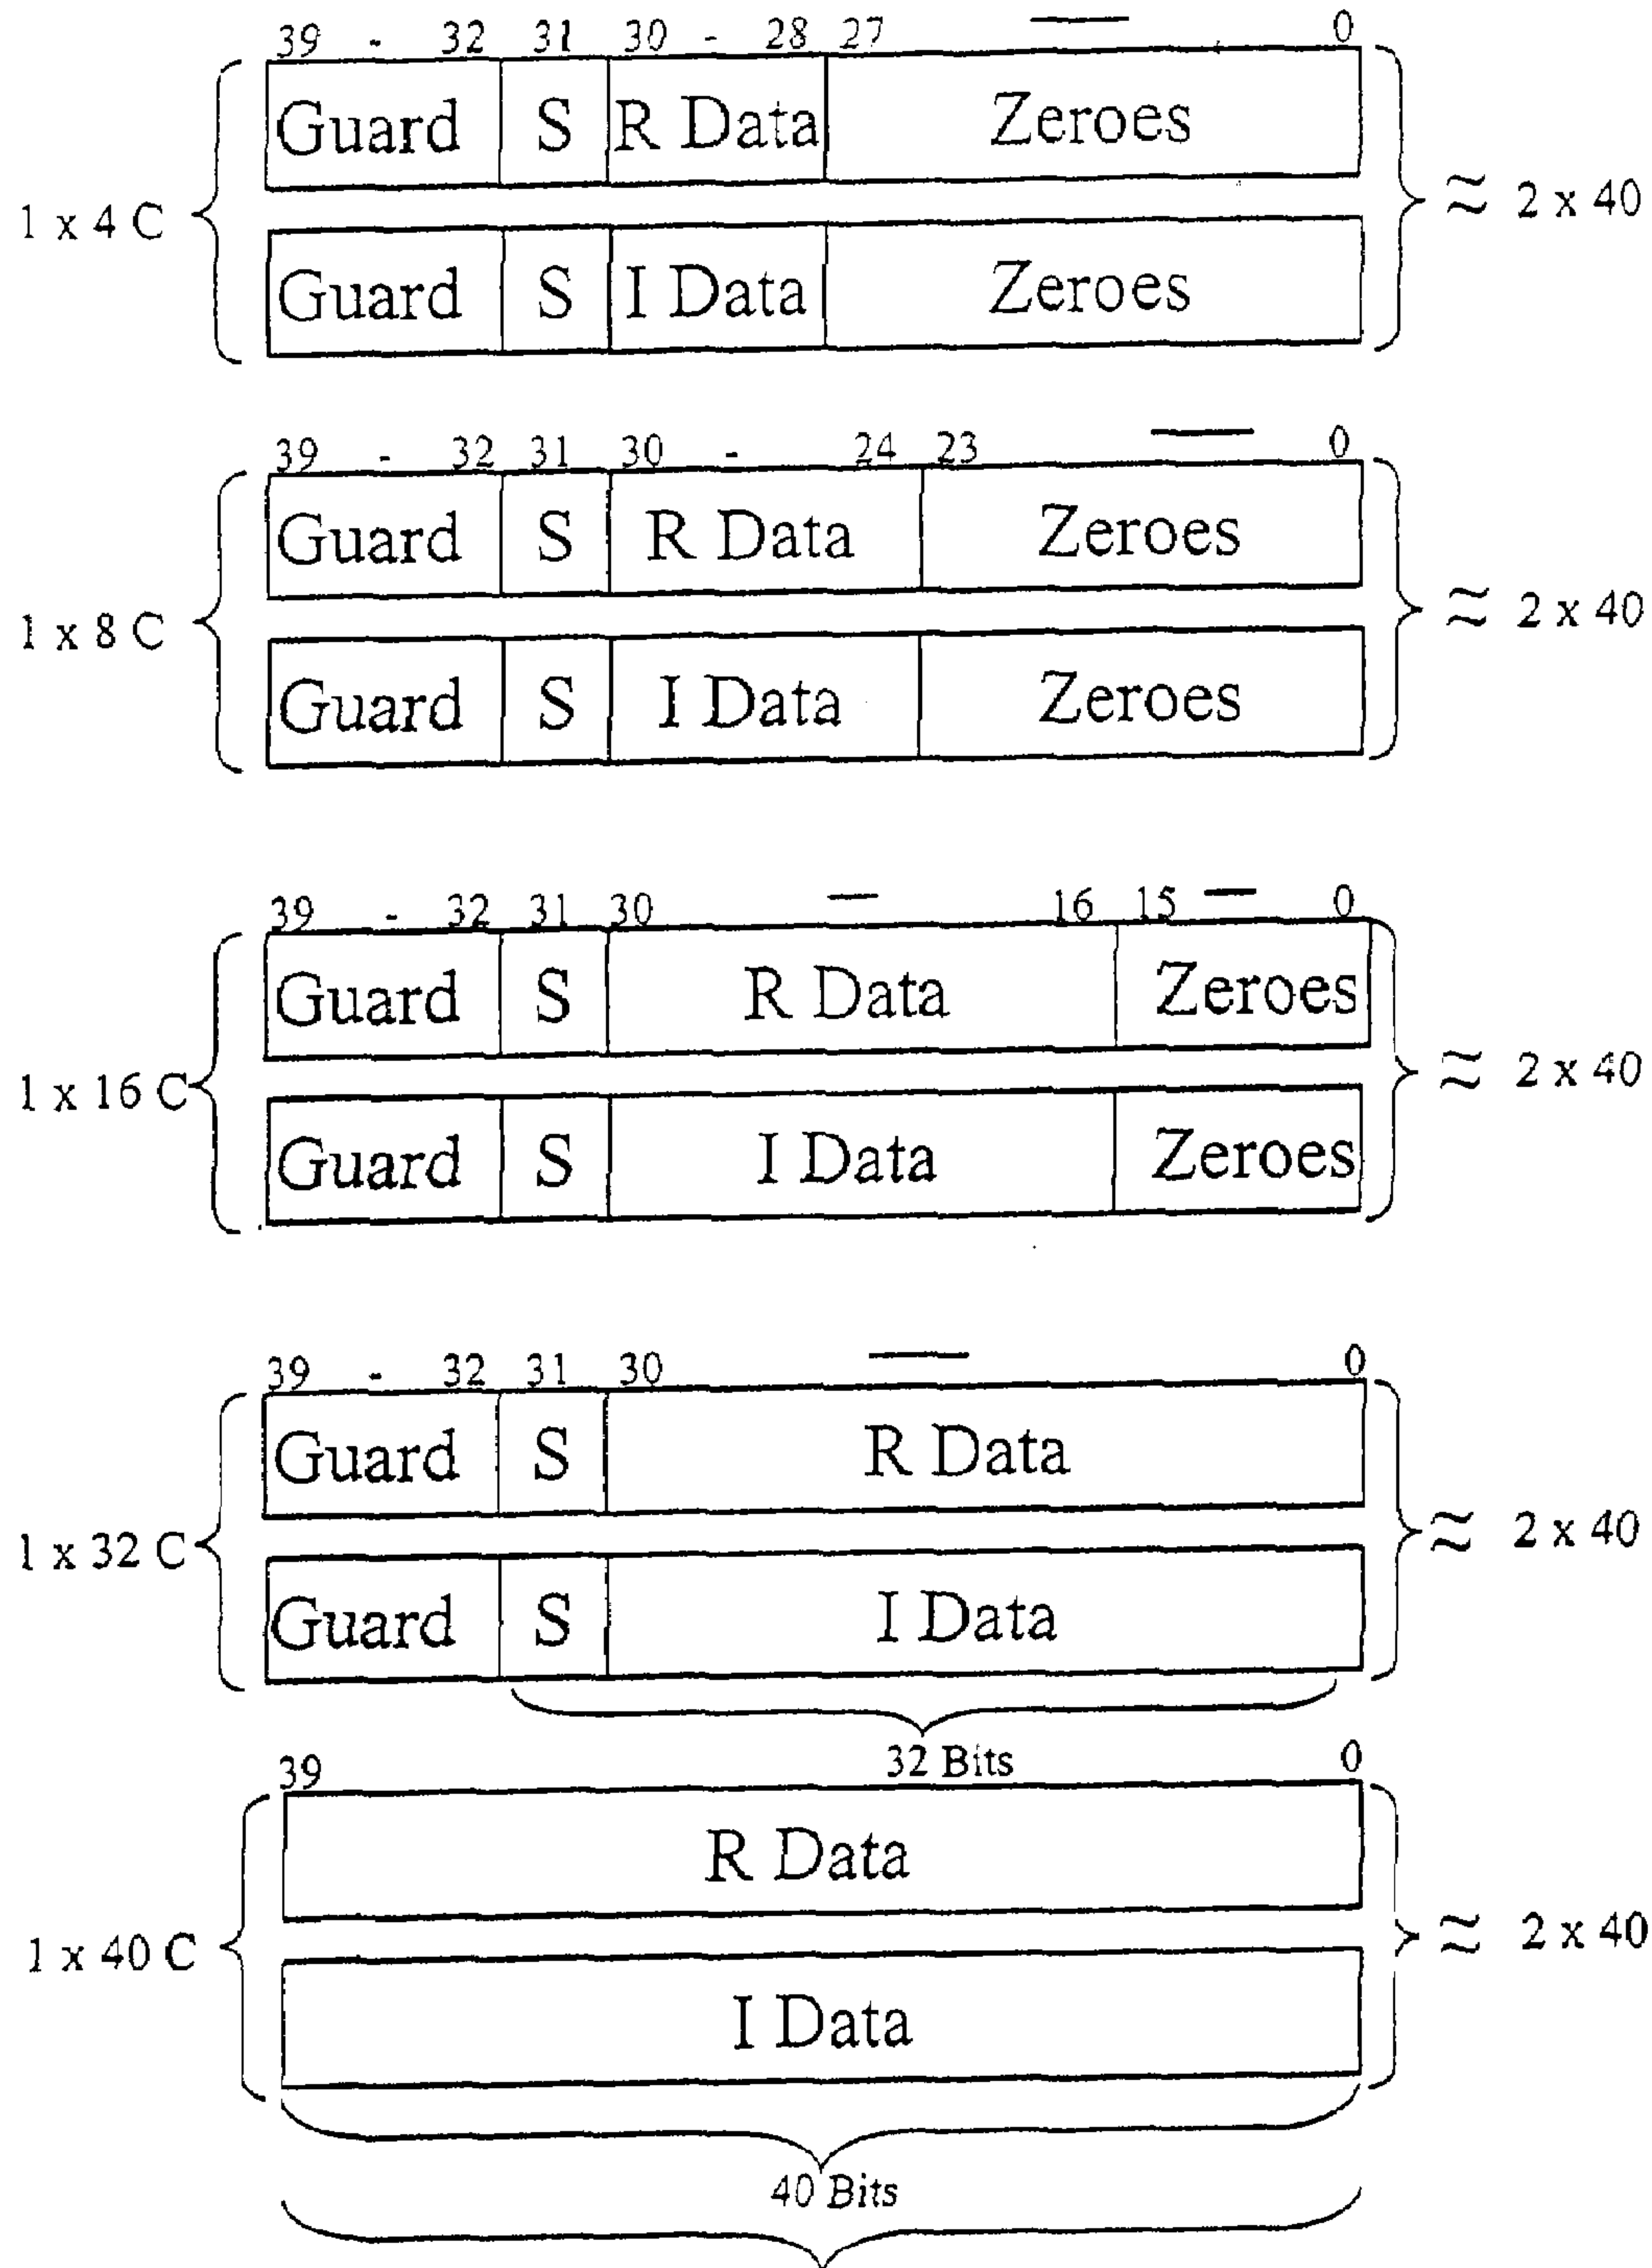 39 - 32 31 30 - 28 27 — 0
Guard S R Data Zeroes
1 x 4 C ≈ 2 x 40
Guard S I Data Zeroes
39 - 32 31 30 - 24 23 — 0
Guard S R Data Zeroes
1 x 8 C ≈ 2 x 40
Guard S I Data Zeroes
39 - 32 31 30 — 16 15 — 0
Guard S R Data Zeroes
1 x 16 C ≈ 2 x 40
Guard S I Data Zeroes
39 - 32 31 30 — 0
Guard S R Data
1 x 32 C ≈ 2 x 40
Guard S I Data
32 Bits
39 0
R Data
1 x 40 C ≈ 2 x 40
I Data
40 Bits